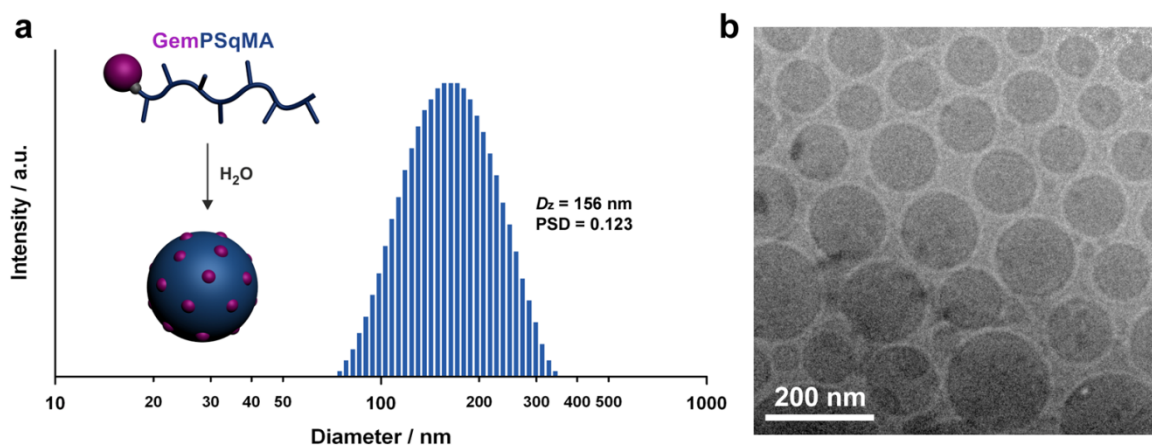 a
GemPSqMA
H₂O
Intensity / a.u.
Dz = 156 nm
PSD = 0.123
10 20 30 40 50 100 200 300 400 500 1000
Diameter / nm
b
200 nm